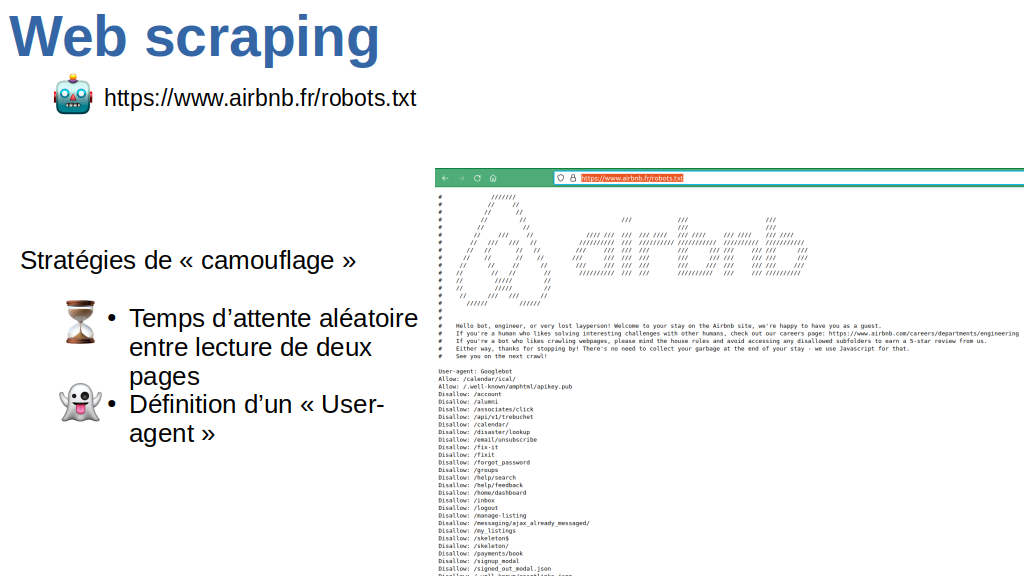 Web scraping
https://www.airbnb.fr/robots.txt
Stratégies de « camouflage »
• Temps d’attente aléatoire
entre lecture de deux
pages
• Définition d’un « User-
agent »
https://www.airbnb.fr/robots.txt
airbnb
# Hello bot, engineer, or very lost layperson! Welcome to your stay on the Airbnb site, we're happy to have you as a guest.
# If you're a human who likes solving interesting challenges with other humans, check out our careers page: https://www.airbnb.com/careers/departments/engineering
# If you're a bot who likes crawling webpages, please mind the house rules and avoid accessing any disallowed subfolders to earn a 5-star review from us.
# Either way, thanks for stopping by! There's no need to collect your garbage at the end of your stay - we use Javascript for that.
# See you on the next crawl!
User-agent: Googlebot
Allow: /calendar/ical/
Allow: /.well-known/amphtml/apikey.pub
Disallow: /account
Disallow: /alumni
Disallow: /associates/click
Disallow: /api/v1/trebuchet
Disallow: /calendar/
Disallow: /disaster/lookup
Disallow: /email/unsubscribe
Disallow: /fix-it
Disallow: /fixit
Disallow: /forgot_password
Disallow: /groups
Disallow: /help/search
Disallow: /help/feedback
Disallow: /home/dashboard
Disallow: /inbox
Disallow: /logout
Disallow: /manage-listing
Disallow: /messaging/ajax_already_messaged/
Disallow: /my_listings
Disallow: /skeleton$
Disallow: /skeleton/
Disallow: /payments/book
Disallow: /signup_modal
Disallow: /signed_out_modal.json